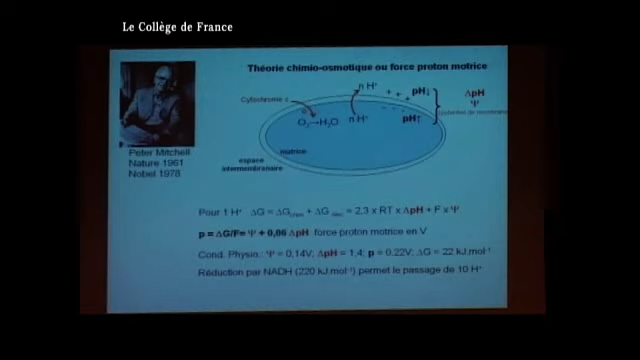 Le Collège de France
Théorie chimio-osmotique ou force proton motrice
n H⁺
Cytochrome c
O₂→H₂O
n H⁺
+ + +
- - -
pH↓
pH↑
ΔpH
Ψ
matrice
espace
intermembranaire
Peter Mitchell
Nature 1961
Nobel 1978
Pour 1 H⁺ ΔG = ΔG + ΔG = 2,3 x RT x ΔpH + F x Ψ
p = ΔG/F= Ψ + 0,06 ΔpH force proton motrice en V
Cond. Physio.: Ψ = 0,14V; ΔpH = 1,4; p = 0,22V; ΔG = 22 kJ.mol⁻¹
Réduction par NADH (220 kJ.mol⁻¹) permet le passage de 10 H⁺